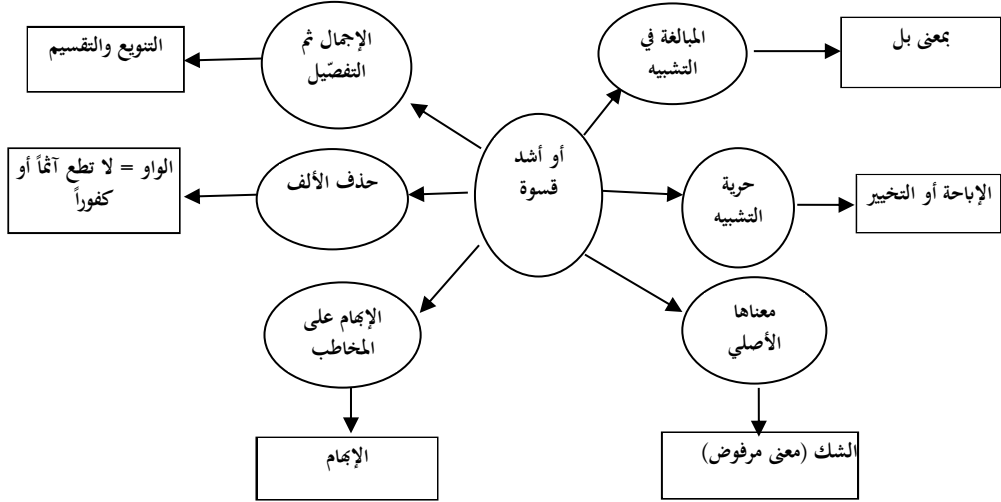 بمعنى بل
المبالغة في
التشبيه
الإجمال ثم
التفصّيل
التنويع والتقسيم
أو أشد
قسوة
حرية
التشبيه
الإباحة أو التخيير
حذف الألف
الواو = لا تطع آثماً أو
كفوراً
معناها
الأصلي
الإبهام على
المخاطب
الشك (معنى مرفوض)
الإبهام